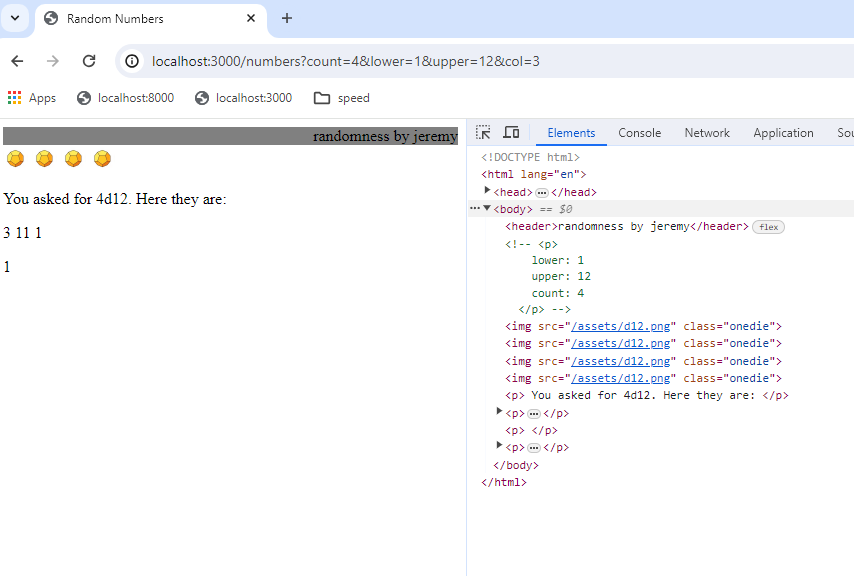 Random Numbers
localhost:3000/numbers?count=4&lower=1&upper=12&col=3
Apps localhost:8000 localhost:3000 speed
randomness by jeremy
You asked for 4d12. Here they are:
3 11 1
1
Elements Console Network Application Sou
<!DOCTYPE html>
<html lang="en">
<head> ... </head>
... <body> == $0
<header>randomness by jeremy</header> flex
<!-- <p>
lower: 1
upper: 12
count: 4
</p> -->
<img src="/assets/d12.png" class="onedie">
<img src="/assets/d12.png" class="onedie">
<img src="/assets/d12.png" class="onedie">
<img src="/assets/d12.png" class="onedie">
<p> You asked for 4d12. Here they are: </p>
<p> ... </p>
<p> </p>
<p> ... </p>
</body>
</html>